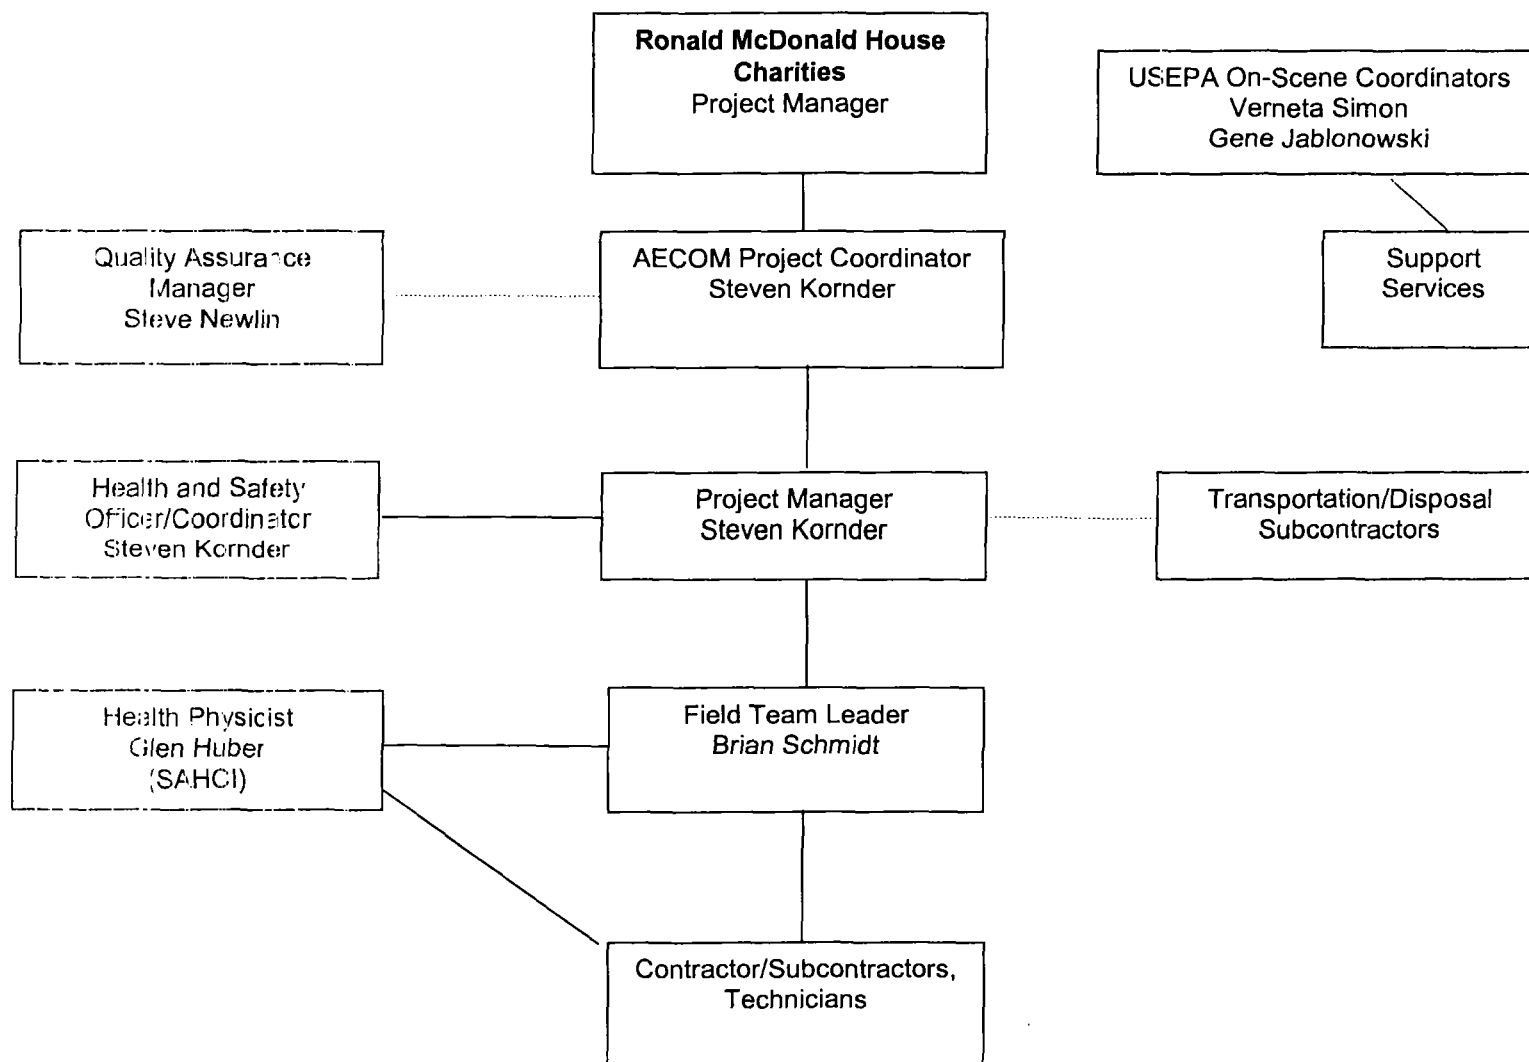 Ronald McDonald House
Charities
Project Manager
USEPA On-Scene Coordinators
Verneta Simon
Gene Jablonowski
Quality Assurance
Manager
Steve Newlin
AECOM Project Coordinator
Steven Kornder
Support
Services
Health and Safety
Officer/Coordinator
Steven Kornder
Project Manager
Steven Kornder
Transportation/Disposal
Subcontractors
Health Physicist
Glen Huber
(SAHCI)
Field Team Leader
Brian Schmidt
Contractor/Subcontractors,
Technicians